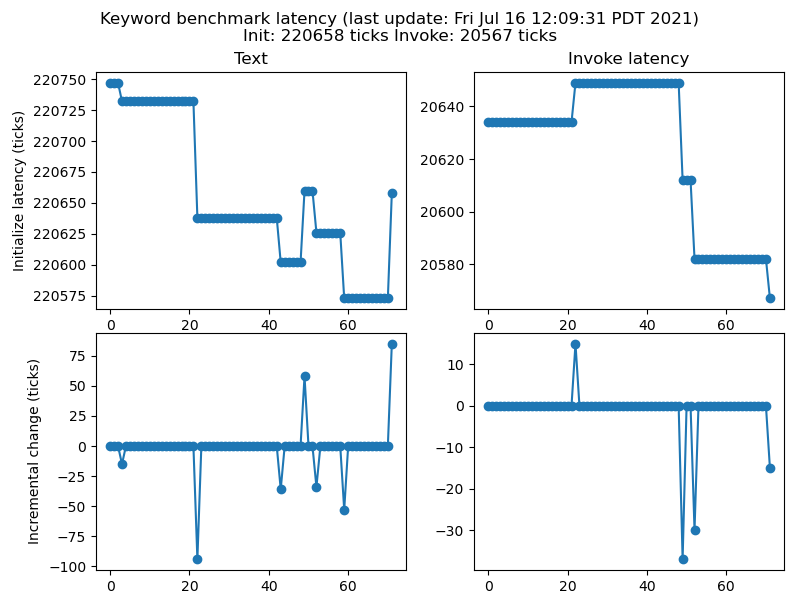 Keyword benchmark latency (last update: Fri Jul 16 12:09:31 PDT 2021)
Init: 220658 ticks Invoke: 20567 ticks
Text
Invoke latency
Initialize latency (ticks)
220750
220725
220700
220675
220650
220625
220600
220575
0 20 40 60
20640
20620
20600
20580
0 20 40 60
Incremental change (ticks)
75
50
25
0
−25
−50
−75
−100
0 20 40 60
10
0
−10
−20
−30
0 20 40 60